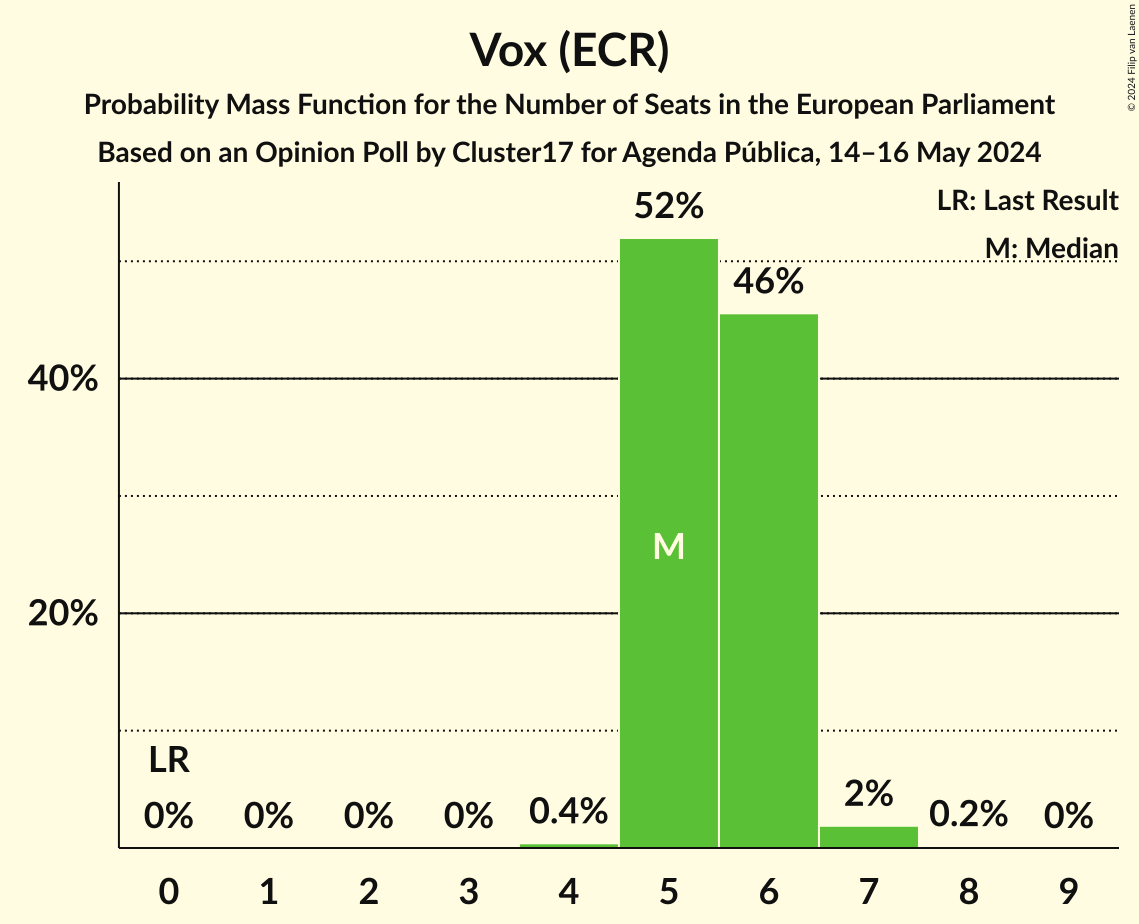 Vox (ECR)
Probability Mass Function for the Number of Seats in the European Parliament
Based on an Opinion Poll by Cluster17 for Agenda Pública, 14–16 May 2024
© 2024 Filip van Laenen
LR: Last Result
M: Median
52%
46%
40%
M
20%
LR
0% 0% 0% 0% 0.4% 2% 0.2% 0%
0 1 2 3 4 5 6 7 8 9